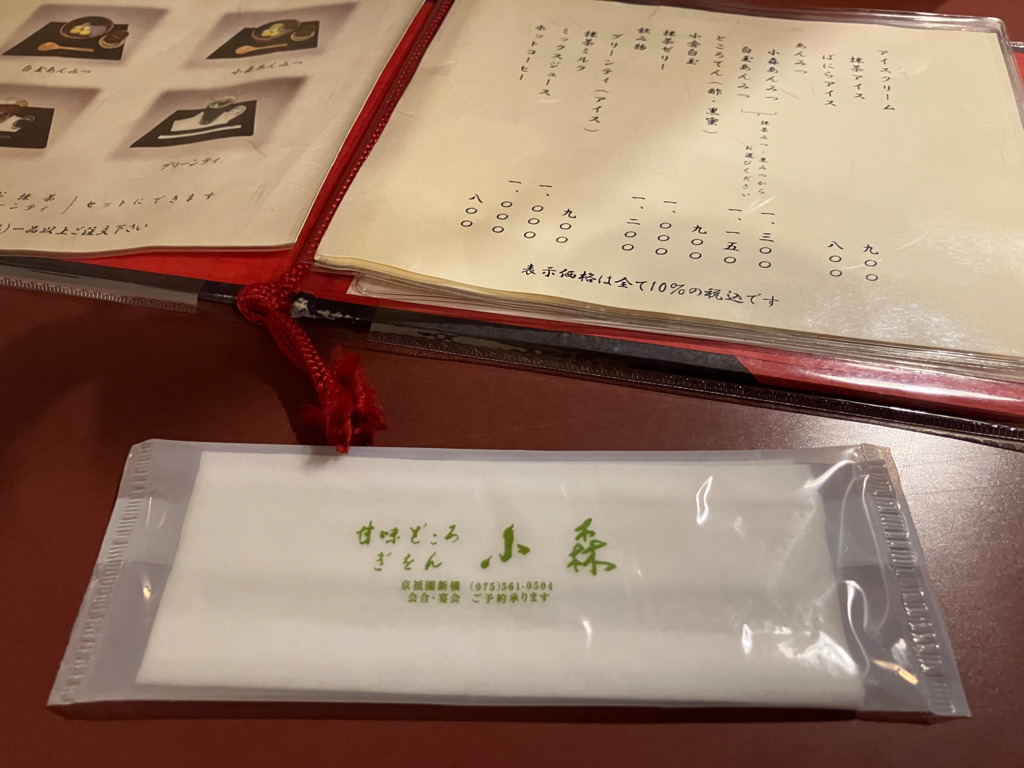 白玉あんみつ
小森あんみつ
グリーンティ
抹茶
ンティ
セットにできます
一品以上ご注文下さい
アイスクリーム
抹茶アイス 九〇〇
ばにらアイス 八〇〇
あんみつ
小森あんみつ 一、三〇〇
白玉あんみつ 一、一五〇
抹茶みつ・黒みつから
お選びください
ところてん（酢・黒蜜） 九〇〇
小倉白玉 一、〇〇〇
抹茶ゼリー 一、二〇〇
飲み物
グリーンティ（アイス） 九〇〇
抹茶ミルク 一、〇〇〇
ミックスジュース 一、〇〇〇
ホットコーヒー 八〇〇
表示価格は全て10%の税込です
甘味どころ
ぎをん
小森
京祇園新橋 (075)561-0504
会合・宴会 ご予約承ります